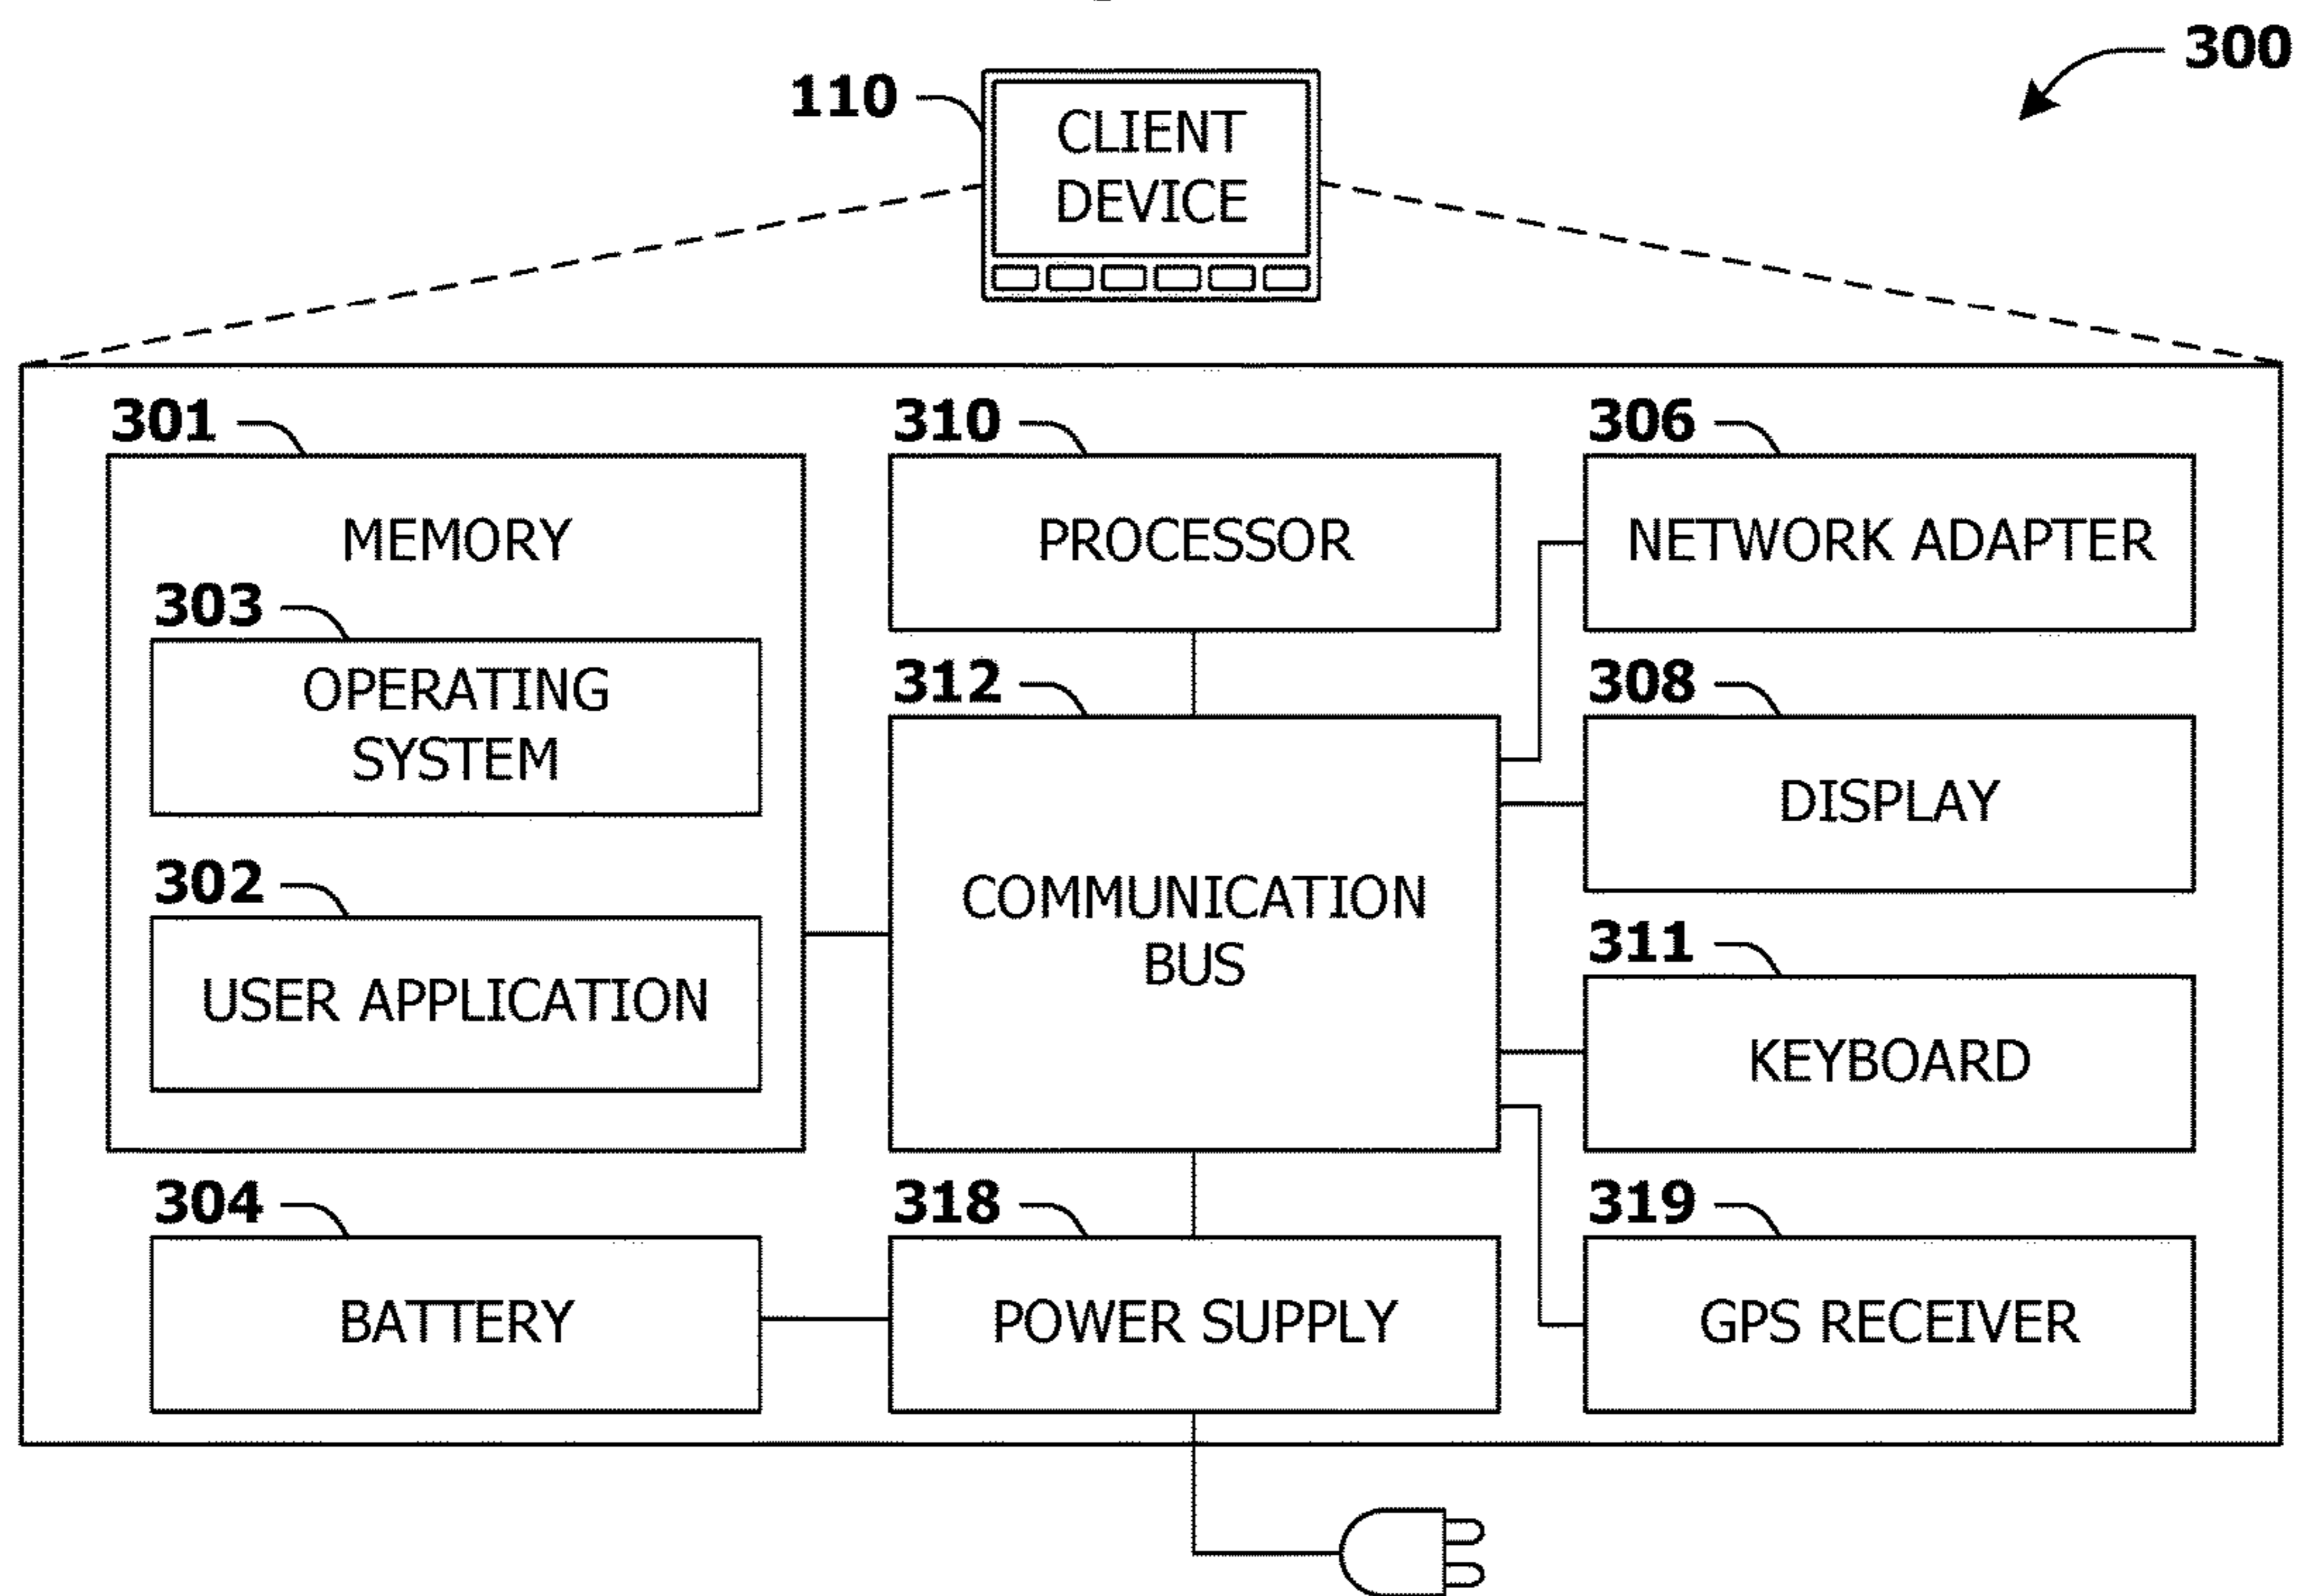 300
110
CLIENT
DEVICE
301
310
306
MEMORY
PROCESSOR
NETWORK ADAPTER
303
312
308
OPERATING
SYSTEM
DISPLAY
302
COMMUNICATION
BUS
311
USER APPLICATION
KEYBOARD
304
318
319
BATTERY
POWER SUPPLY
GPS RECEIVER